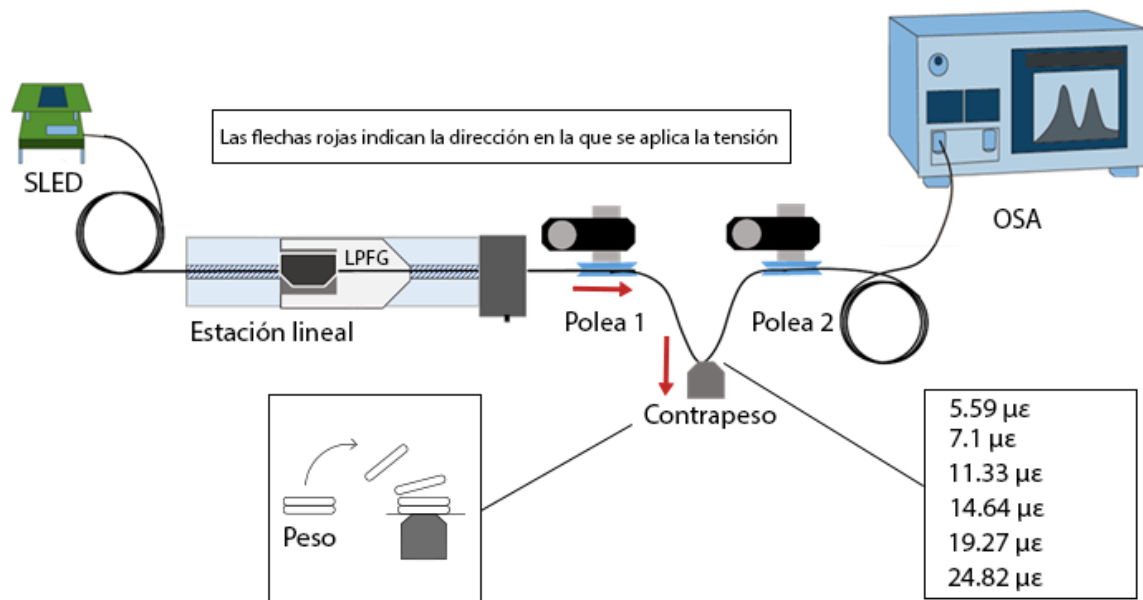 Las flechas rojas indican la dirección en la que se aplica la tensión
SLED
OSA
LPFG
Estación lineal
Polea 1
Polea 2
Contrapeso
Peso
5.59 με
7.1 με
11.33 με
14.64 με
19.27 με
24.82 με